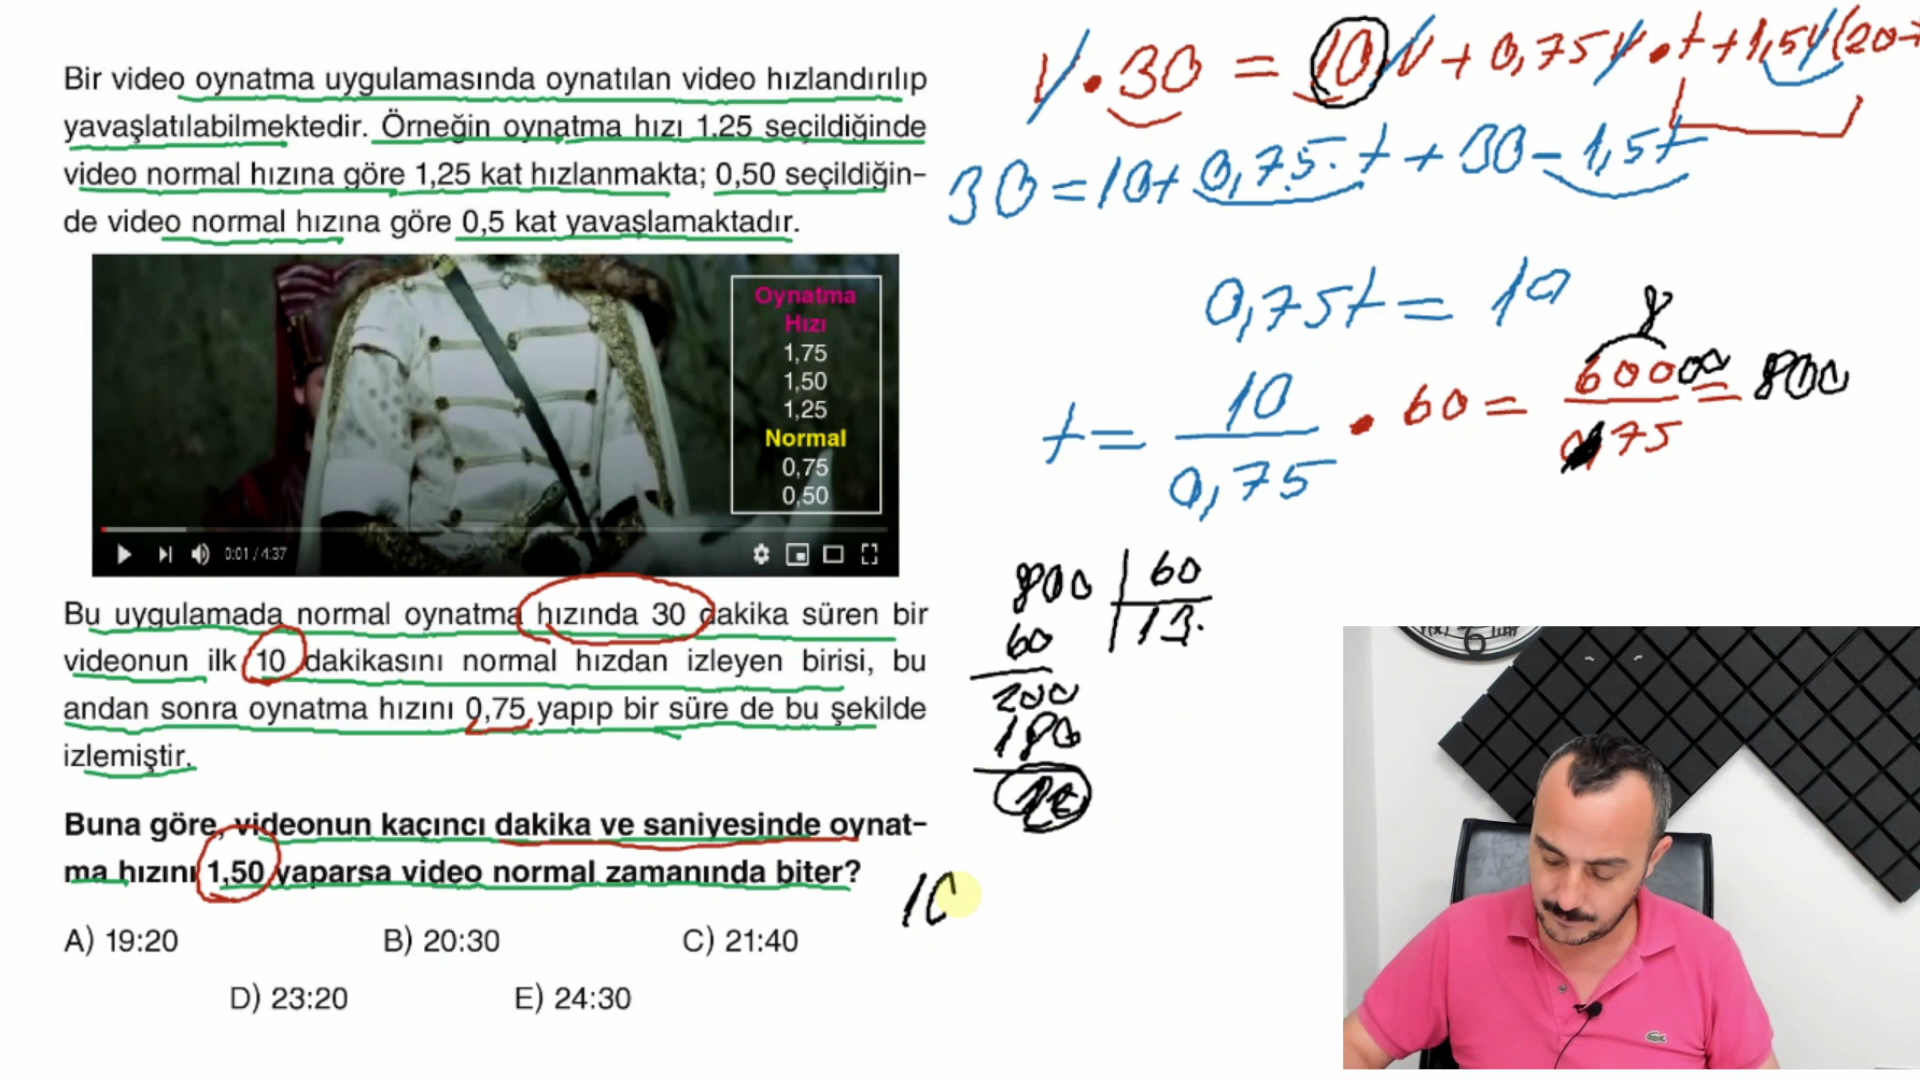 Bir video oynatma uygulamasında oynatılan video hızlandırılıp
yavaşlatılabilmektedir. Örneğin oynatma hızı 1.25 seçildiğinde
video normal hızına göre 1,25 kat hızlanmakta; 0,50 seçildiğin-
de video normal hızına göre 0,5 kat yavaşlamaktadır.
Oynatma
Hızı
1,75
1,50
1,25
Normal
0,75
0,50
0:01 / 4:37
Bu uygulamada normal oynatma hızında 30 dakika süren bir
videonun ilk 10 dakikasını normal hızdan izleyen birisi, bu
andan sonra oynatma hızını 0,75 yapıp bir süre de bu şekilde
izlemiştir.
Buna göre, videonun kaçıncı dakika ve saniyesinde oynat-
ma hızını 1,50 yaparsa video normal zamanında biter?
A) 19:20
B) 20:30
C) 21:40
D) 23:20
E) 24:30
V • 30 = 10 V + 0,75 V • t + 1,5 V (20-
30 = 10 + 0,75. t + 30 - 1,5t
0,75t = 10
8
t = 10 / 0,75 • 60 = 60000 / 75 = 800
800 | 60
60 | 13.
200
180
20
10